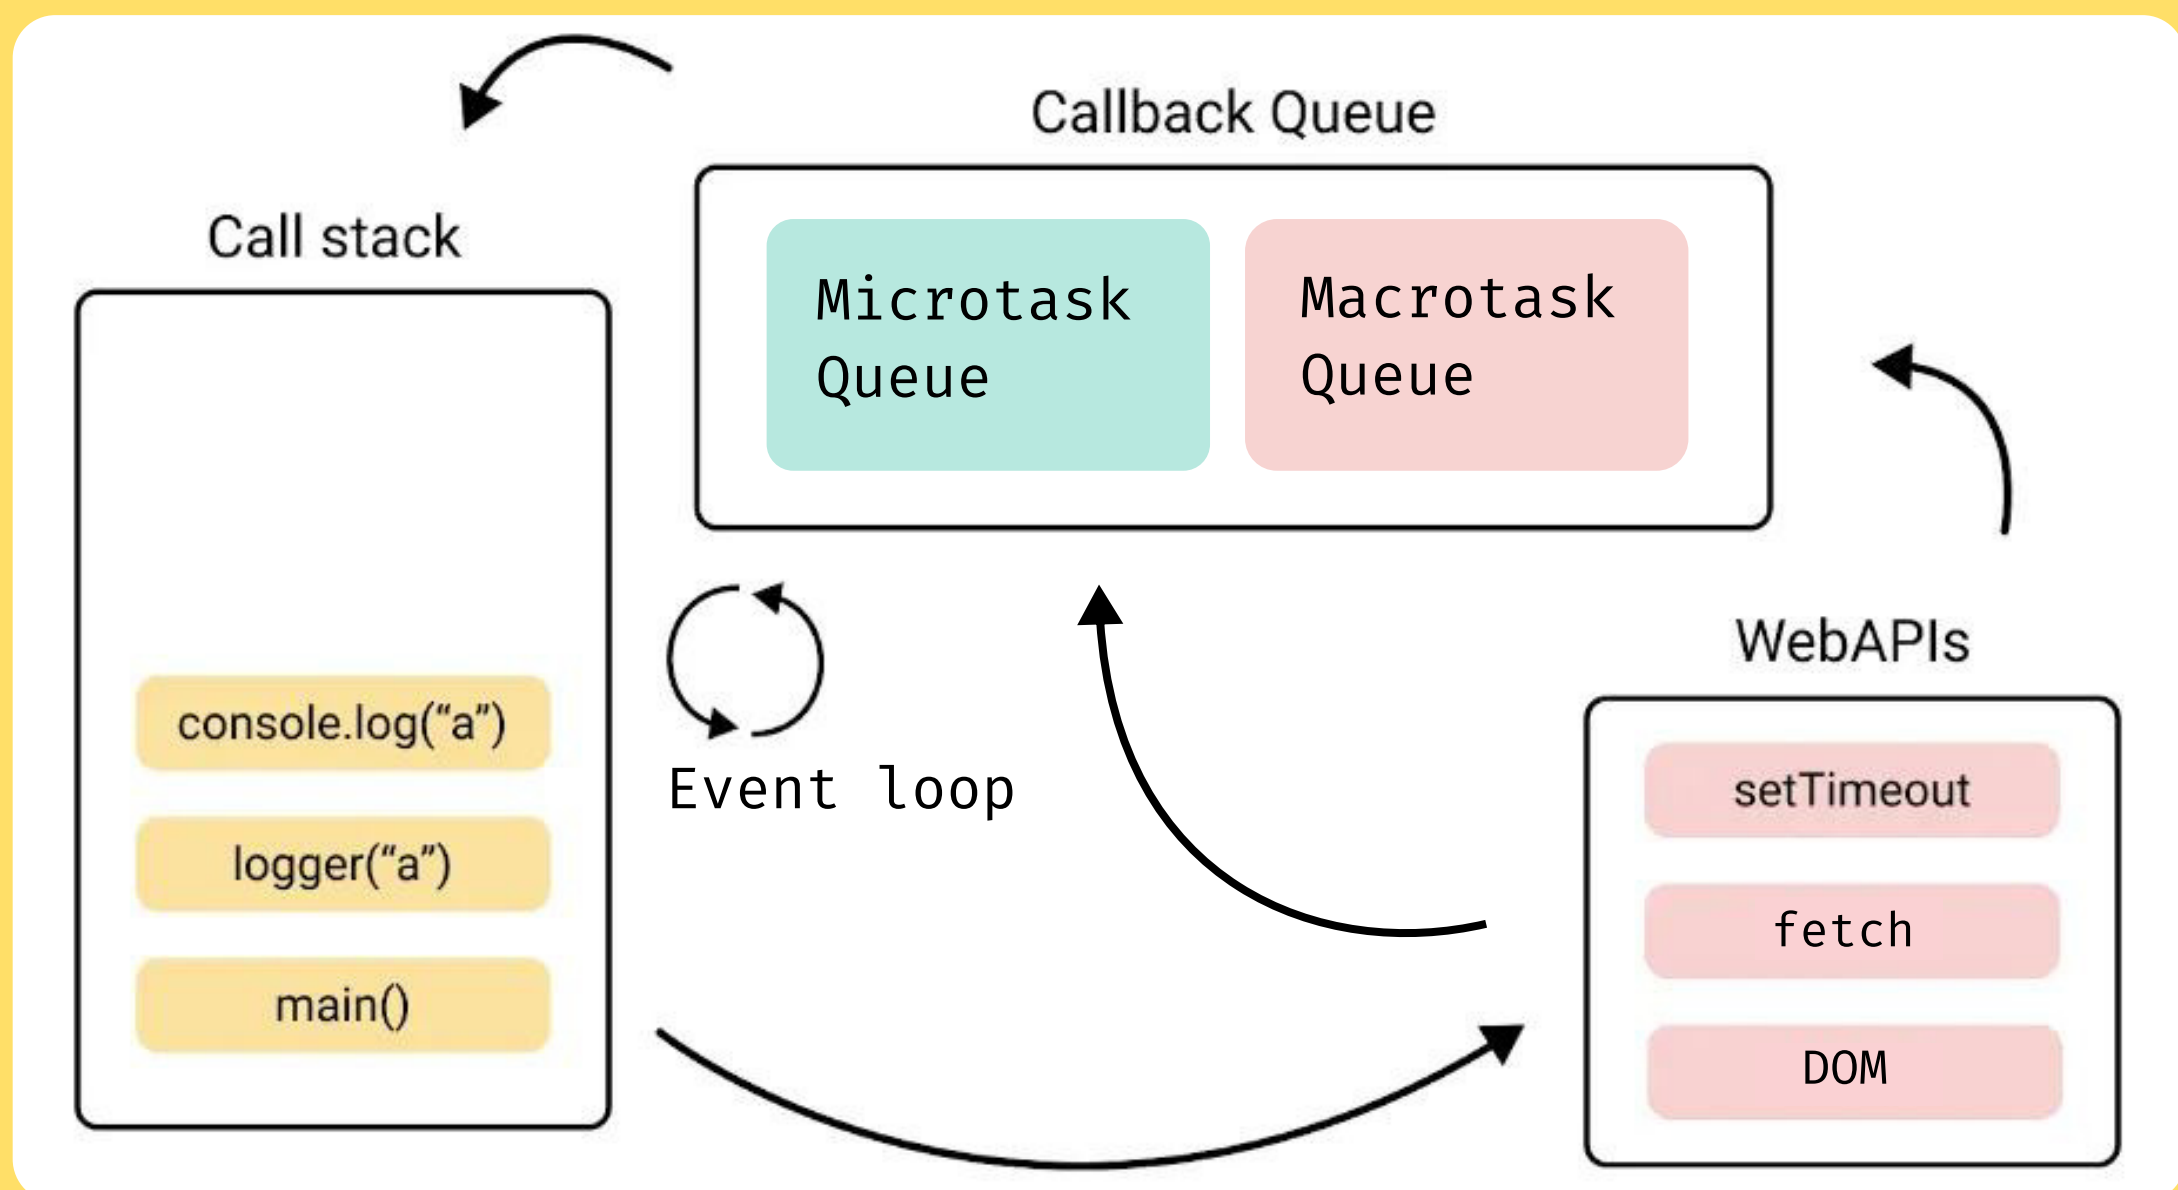 Callback Queue
Call stack
Microtask
Queue
Macrotask
Queue
console.log(“a”)
logger(“a”)
main()
Event loop
WebAPIs
setTimeout
fetch
DOM